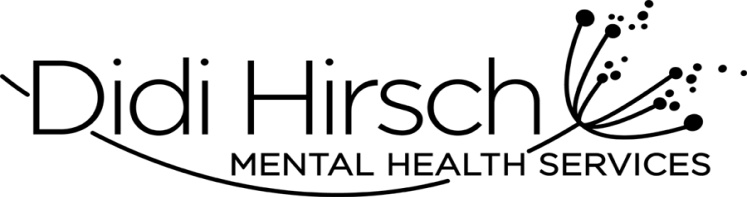 Didi Hirsch
MENTAL HEALTH SERVICES